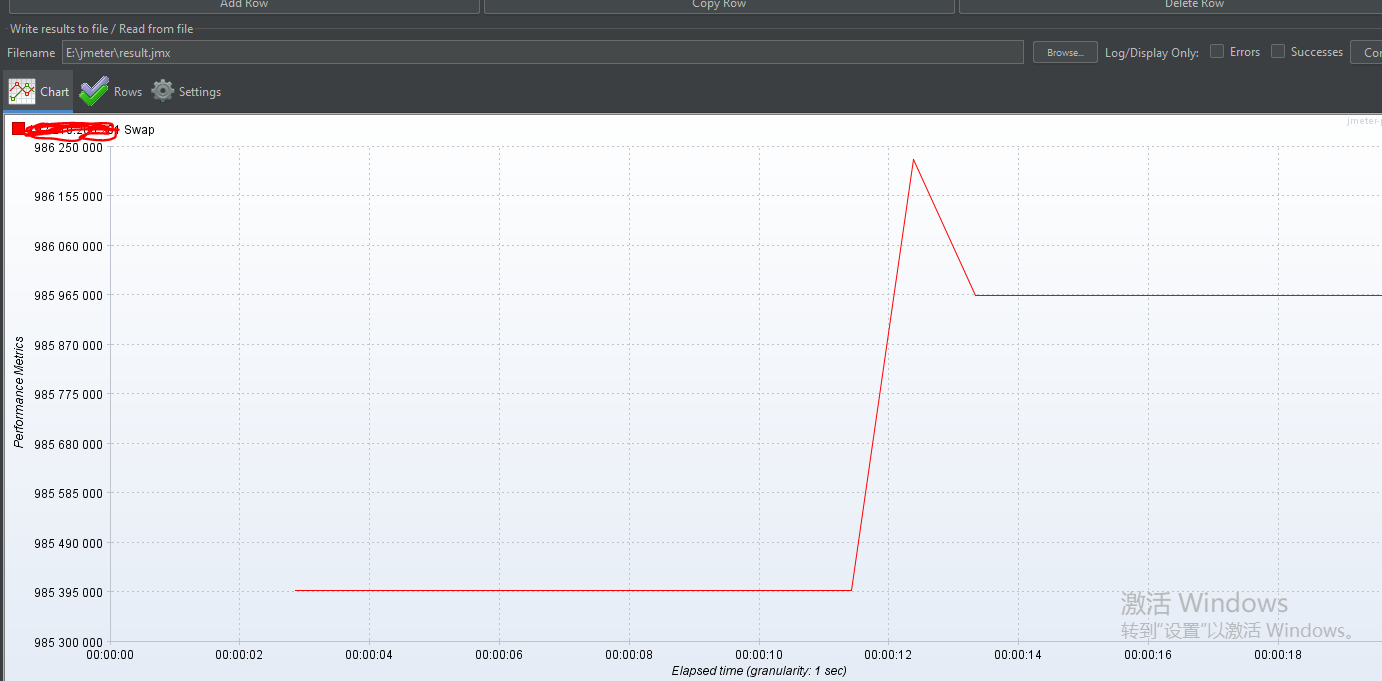 Add Row Copy Row Delete Row
Write results to file / Read from file
Filename E:\jmeter\result.jmx Browse... Log/Display Only: Errors Successes
Chart Rows Settings
Swap
986 250 000
986 155 000
986 060 000
985 965 000
985 870 000
985 775 000
985 680 000
985 585 000
985 490 000
985 395 000
985 300 000
Performance Metrics
00:00:00 00:00:02 00:00:04 00:00:06 00:00:08 00:00:10 00:00:12 00:00:14 00:00:16 00:00:18
Elapsed time (granularity: 1 sec)
激活 Windows
转到“设置”以激活 Windows。